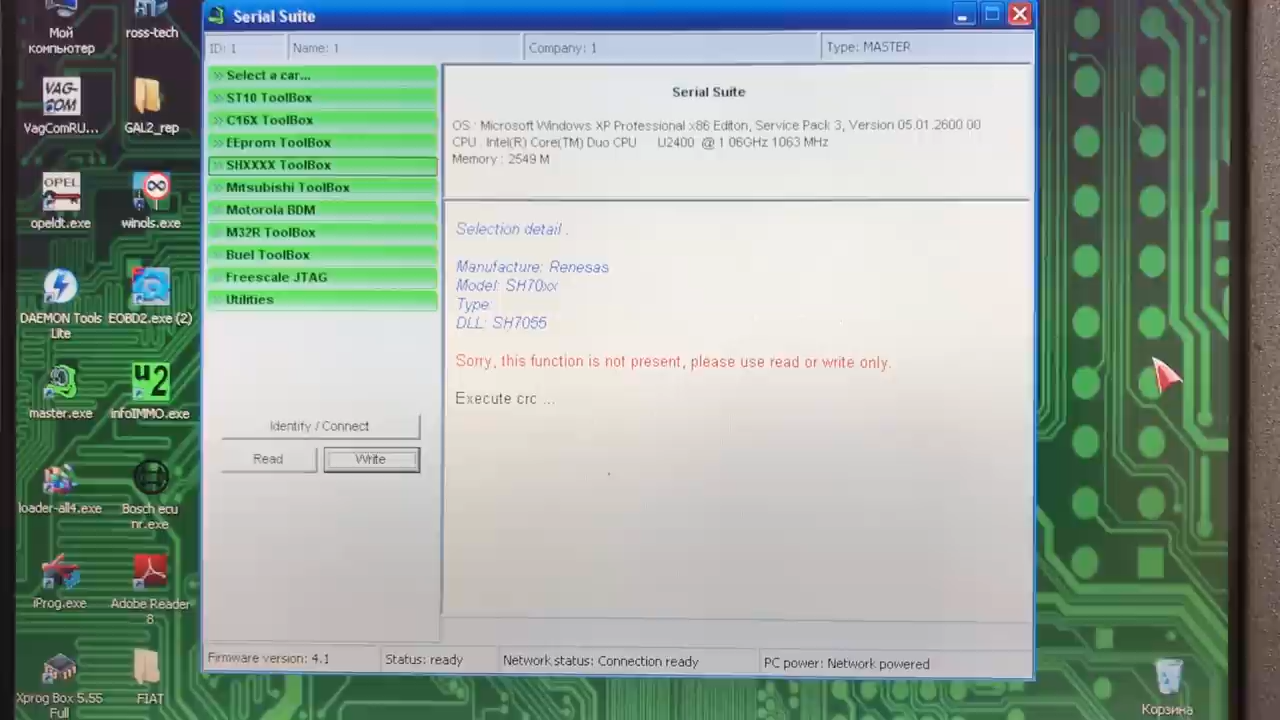 Мой
компьютер
ross-tech
VAG-
COM
VagComRU...
GAL2_rep
OPEL
opeldt.exe
winols.exe
DAEMON Tools
Lite
EOBD2.exe (2)
master.exe
u2
infoIMMO.exe
loader-all4.exe
Bosch ecu
nr.exe
iProg.exe
Adobe Reader
8
Xprog Box 5.55
Full
FIAT
Serial Suite
ID: 1
Name: 1
Company: 1
Type: MASTER
Select a car...
ST10 ToolBox
C16X ToolBox
EEprom ToolBox
SHXXXX ToolBox
Mitsubishi ToolBox
Motorola BDM
M32R ToolBox
Buel ToolBox
Freescale JTAG
Utilities
Identify / Connect
Read
Write
Serial Suite
OS : Microsoft Windows XP Professional x86 Editon, Service Pack 3, Version 05.01.2600 00
CPU : Intel(R) Core(TM) Duo CPU U2400 @ 1 06GHz 1063 MHz
Memory : 2549 M
Selection detail :
Manufacture: Renesas
Model: SH70xx
Type:
DLL: SH7055
Sorry, this function is not present, please use read or write only.
Execute crc ...
Firmware version: 4.1
Status: ready
Network status: Connection ready
PC power: Network powered
Корзина